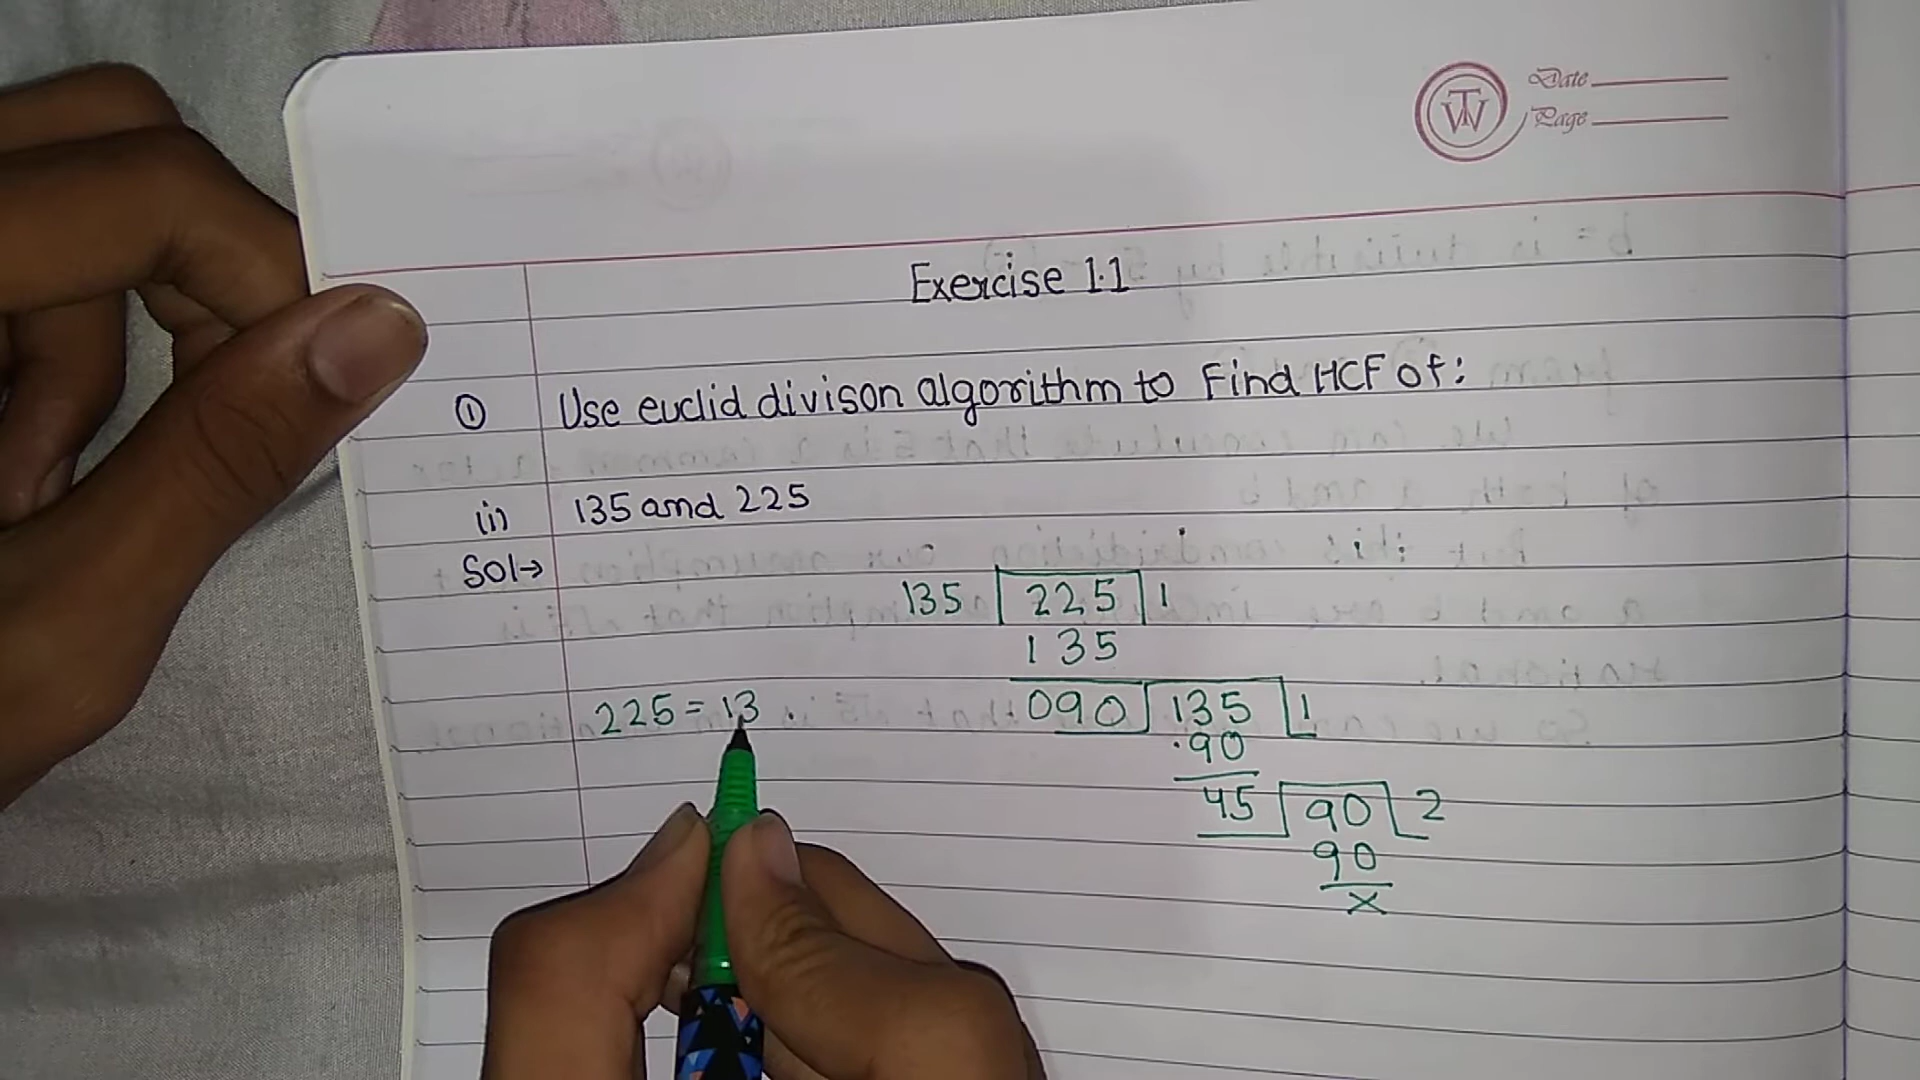 Date
Page
Exercise 1.1
① Use euclid divison algorithm to Find HCF of:
(i) 135 and 225
Sol→
135 225 1
135
225 = 13 090 135 1
90
45 90 2
90
x